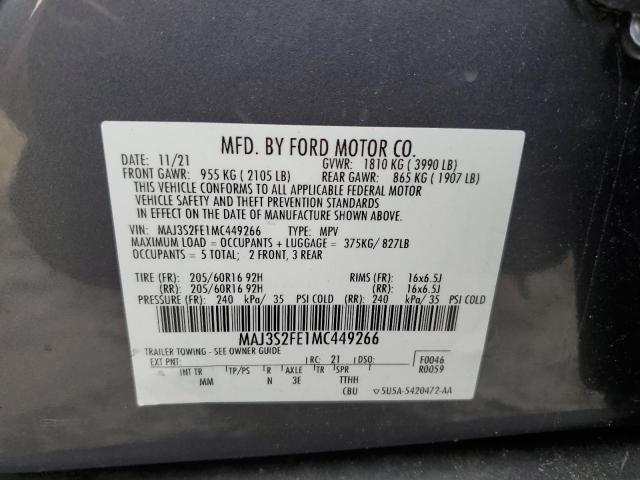 MFD. BY FORD MOTOR CO.
DATE: 11/21 GVWR: 1810 KG ( 3990 LB)
FRONT GAWR: 955 KG ( 2105 LB) REAR GAWR: 865 KG ( 1907 LB)
THIS VEHICLE CONFORMS TO ALL APPLICABLE FEDERAL MOTOR
VEHICLE SAFETY AND THEFT PREVENTION STANDARDS
IN EFFECT ON THE DATE OF MANUFACTURE SHOWN ABOVE.
VIN: MAJ3S2FE1MC449266 TYPE: MPV
MAXIMUM LOAD = OCCUPANTS + LUGGAGE = 375KG/ 827LB
OCCUPANTS = 5 TOTAL; 2 FRONT, 3 REAR
TIRE (FR): 205/60R16 92H RIMS (FR): 16x6.5J
(RR): 205/60R16 92H (RR): 16x6.5J
PRESSURE (FR): 240 kPa/ 35 PSI COLD (RR): 240 kPa/ 35 PSI COLD
MAJ3S2FE1MC449266
TRAILER TOWING - SEE OWNER GUIDE
EXT PNT: RC: 21 DSO: F0046
R0059
INT TR TP/PS R AXLE TR SPR
MM N 3E TTHH
CBU ▽5U5A-5420472-AA